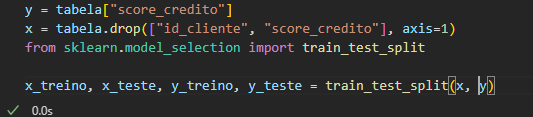 y = tabela["score_credito"]
x = tabela.drop(["id_cliente", "score_credito"], axis=1)
from sklearn.model_selection import train_test_split
x_treino, x_teste, y_treino, y_teste = train_test_split(x, y)
0.0s